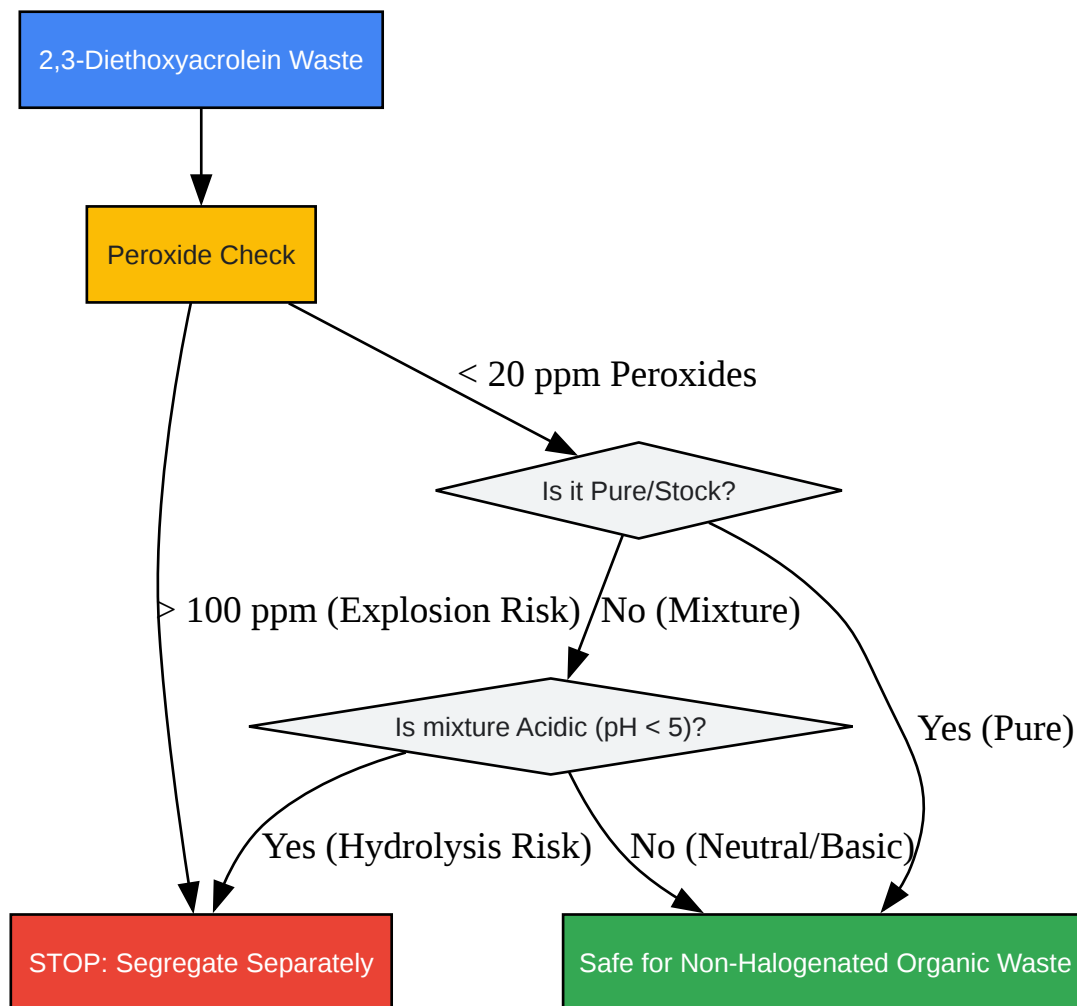 2,3-Diethoxyacrolein Waste
Peroxide Check
< 20 ppm Peroxides
Is it Pure/Stock?
> 100 ppm (Explosion Risk)
No (Mixture)
Is mixture Acidic (pH < 5)?
Yes (Pure)
Yes (Hydrolysis Risk)
No (Neutral/Basic)
STOP: Segregate Separately
Safe for Non-Halogenated Organic Waste